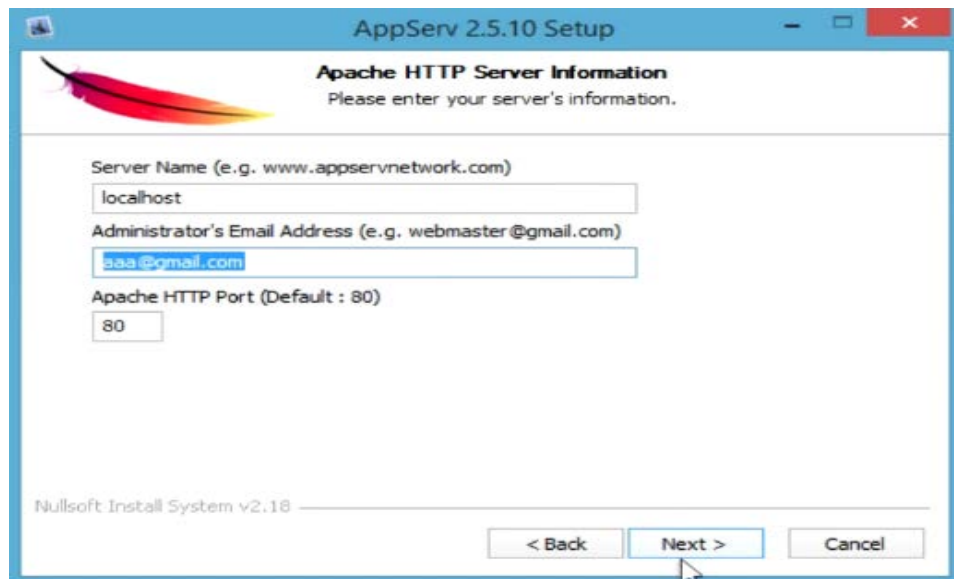 AppServ 2.5.10 Setup
Apache HTTP Server Information
Please enter your server's information.
Server Name (e.g. www.appservnetwork.com)
localhost
Administrator's Email Address (e.g. webmaster@gmail.com)
aaa@gmail.com
Apache HTTP Port (Default : 80)
80
Nullsoft Install System v2.18
< Back Next > Cancel